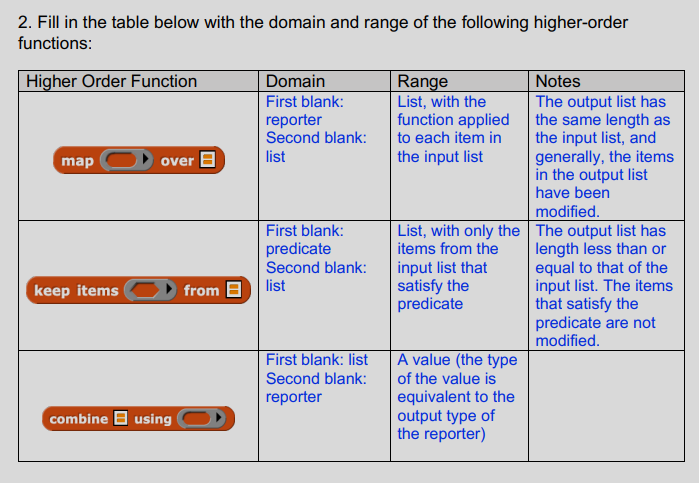 2. Fill in the table below with the domain and range of the following higher-order
functions:
Higher Order Function
Domain
Range
Notes
map over
First blank:
reporter
Second blank:
list
List, with the
function applied
to each item in
the input list
The output list has
the same length as
the input list, and
generally, the items
in the output list
have been
modified.
keep items from
First blank:
predicate
Second blank:
list
List, with only the
items from the
input list that
satisfy the
predicate
The output list has
length less than or
equal to that of the
input list. The items
that satisfy the
predicate are not
modified.
combine using
First blank: list
Second blank:
reporter
A value (the type
of the value is
equivalent to the
output type of
the reporter)